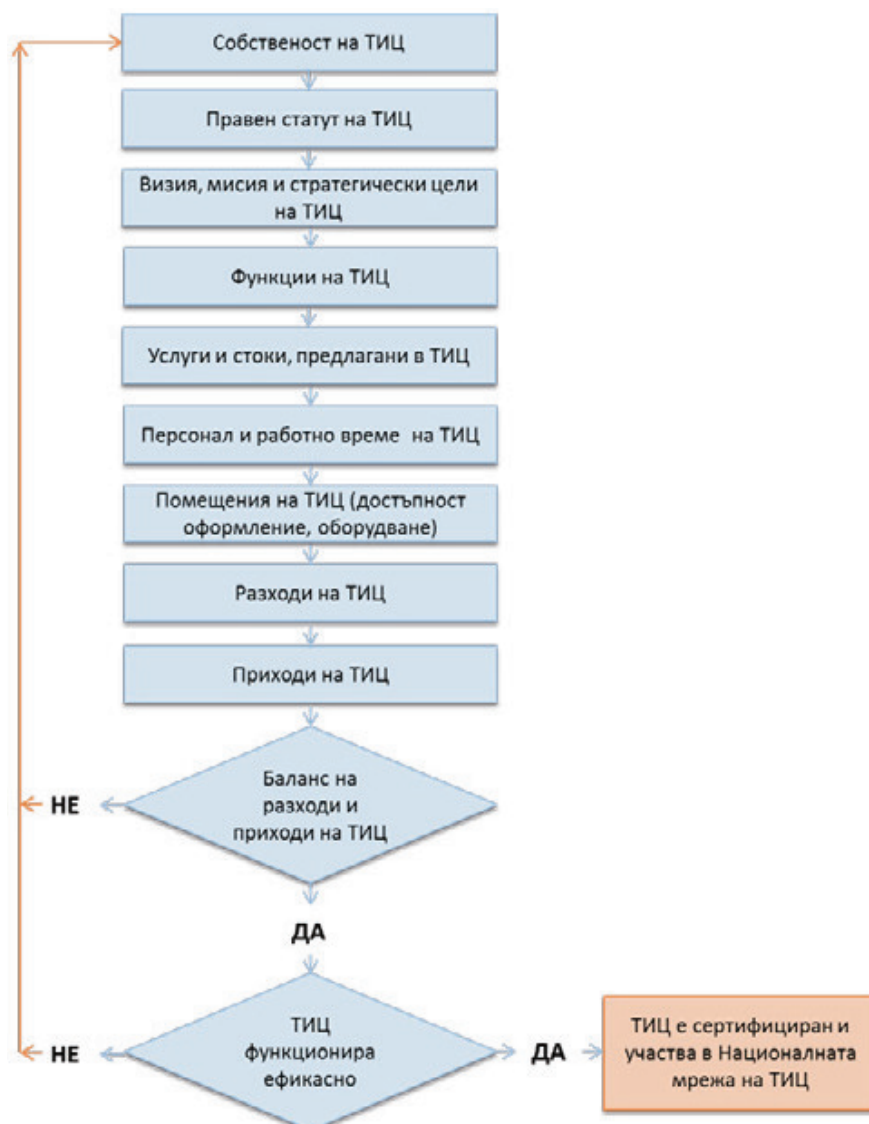 Собственост на ТИЦ
Правен статут на ТИЦ
Визия, мисия и стратегически цели
на ТИЦ
Функции на ТИЦ
Услуги и стоки, предлагани в ТИЦ
Персонал и работно време на ТИЦ
Помещения на ТИЦ (достъпност
оформление, оборудване)
Разходи на ТИЦ
Приходи на ТИЦ
Баланс на
разходи и
приходи на ТИЦ
НЕ
ДА
ТИЦ
функционира
ефикасно
НЕ
ДА
ТИЦ е сертифициран и
участва в Националната
мрежа на ТИЦ